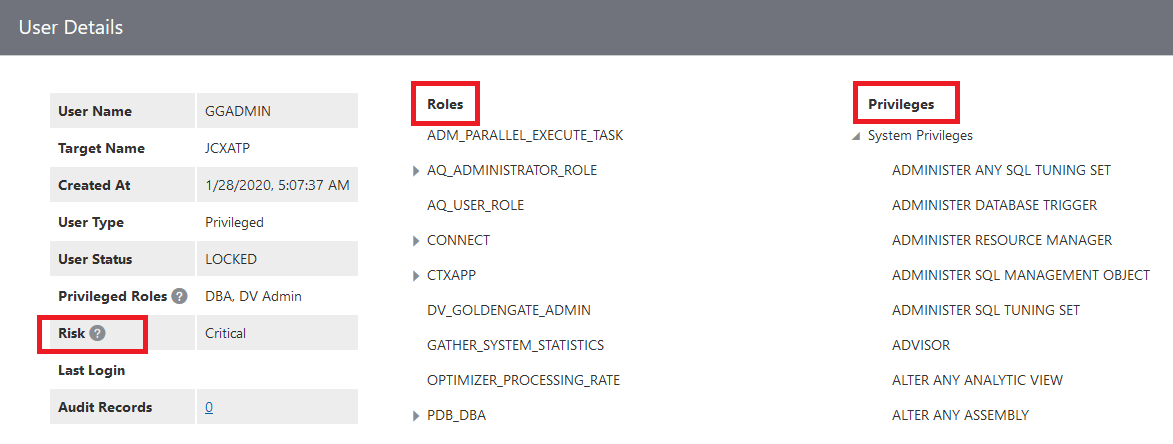 User Details
User Name GGADMIN
Target Name JCXATP
Created At 1/28/2020, 5:07:37 AM
User Type Privileged
User Status LOCKED
Privileged Roles ? DBA, DV Admin
Risk ? Critical
Last Login
Audit Records 0
Roles
ADM_PARALLEL_EXECUTE_TASK
AQ_ADMINISTRATOR_ROLE
AQ_USER_ROLE
CONNECT
CTXAPP
DV_GOLDENGATE_ADMIN
GATHER_SYSTEM_STATISTICS
OPTIMIZER_PROCESSING_RATE
PDB_DBA
Privileges
System Privileges
ADMINISTER ANY SQL TUNING SET
ADMINISTER DATABASE TRIGGER
ADMINISTER RESOURCE MANAGER
ADMINISTER SQL MANAGEMENT OBJECT
ADMINISTER SQL TUNING SET
ADVISOR
ALTER ANY ANALYTIC VIEW
ALTER ANY ASSEMBLY